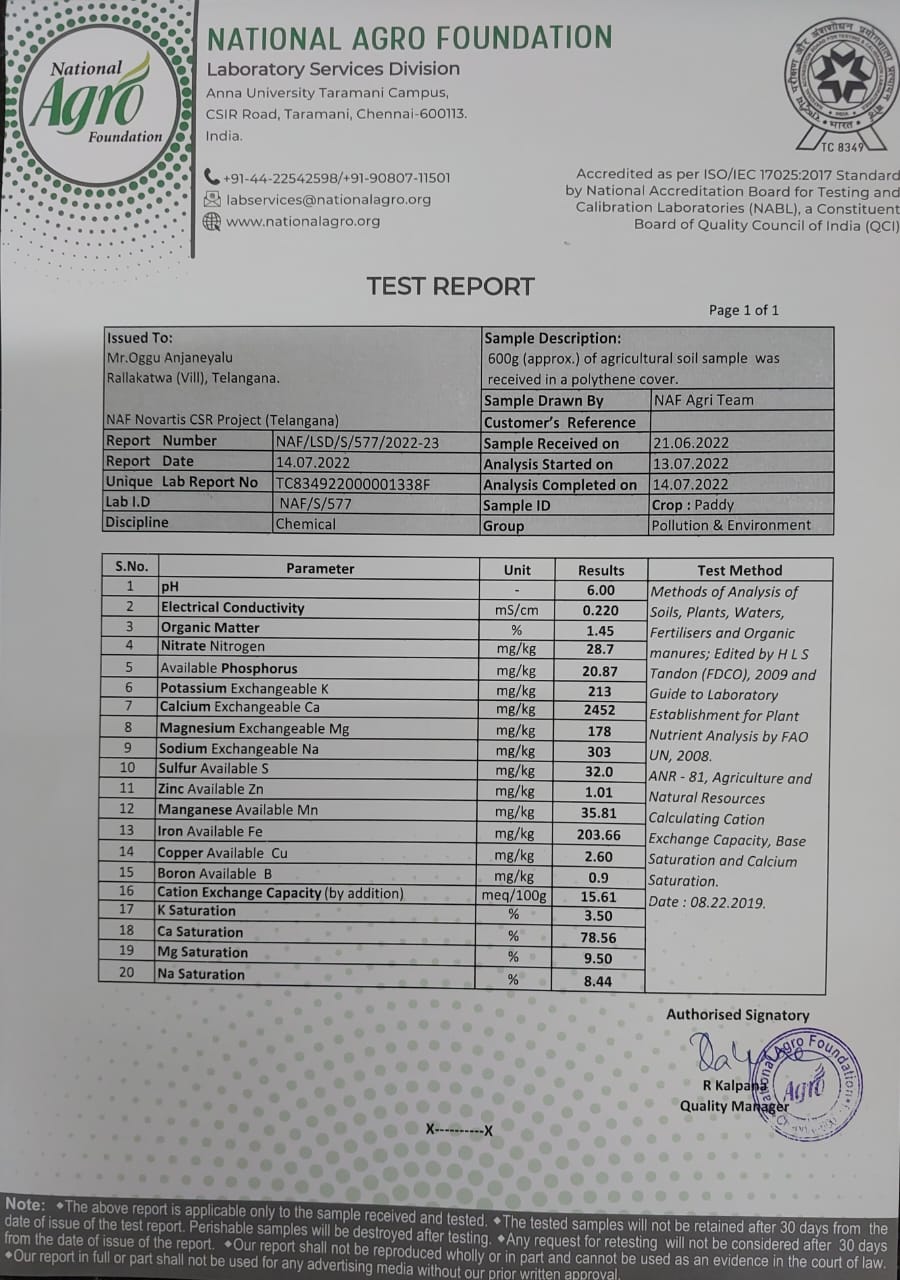 National
Agro
Foundation
NATIONAL AGRO FOUNDATION
Laboratory Services Division
Anna University Taramani Campus,
CSIR Road, Taramani, Chennai-600113.
India.
+91-44-22542598/+91-90807-11501
labservices@nationalagro.org
www.nationalagro.org
TC 8349
Accredited as per ISO/IEC 17025:2017 Standard
by National Accreditation Board for Testing and
Calibration Laboratories (NABL), a Constituent
Board of Quality Council of India (QCI)
TEST REPORT
Page 1 of 1
Issued To:
Mr.Oggu Anjaneyalu
Rallakatwa (Vill), Telangana.
NAF Novartis CSR Project (Telangana)
Sample Description:
600g (approx.) of agricultural soil sample was
received in a polythene cover.
Sample Drawn By NAF Agri Team
Customer's Reference
Report Number NAF/LSD/S/577/2022-23 Sample Received on 21.06.2022
Report Date 14.07.2022 Analysis Started on 13.07.2022
Unique Lab Report No TC834922000001338F Analysis Completed on 14.07.2022
Lab I.D NAF/S/577 Sample ID Crop : Paddy
Discipline Chemical Group Pollution & Environment
S.No. Parameter Unit Results Test Method
1 pH - 6.00
2 Electrical Conductivity mS/cm 0.220
3 Organic Matter % 1.45
4 Nitrate Nitrogen mg/kg 28.7
5 Available Phosphorus mg/kg 20.87
6 Potassium Exchangeable K mg/kg 213
7 Calcium Exchangeable Ca mg/kg 2452
8 Magnesium Exchangeable Mg mg/kg 178
9 Sodium Exchangeable Na mg/kg 303
10 Sulfur Available S mg/kg 32.0
11 Zinc Available Zn mg/kg 1.01
12 Manganese Available Mn mg/kg 35.81
13 Iron Available Fe mg/kg 203.66
14 Copper Available Cu mg/kg 2.60
15 Boron Available B mg/kg 0.9
16 Cation Exchange Capacity (by addition) meq/100g 15.61
17 K Saturation % 3.50
18 Ca Saturation % 78.56
19 Mg Saturation % 9.50
20 Na Saturation % 8.44
Methods of Analysis of
Soils, Plants, Waters,
Fertilisers and Organic
manures; Edited by H L S
Tandon (FDCO), 2009 and
Guide to Laboratory
Establishment for Plant
Nutrient Analysis by FAO
UN, 2008.
ANR - 81, Agriculture and
Natural Resources
Calculating Cation
Exchange Capacity, Base
Saturation and Calcium
Saturation.
Date : 08.22.2019.
Authorised Signatory
R Kalpana
Quality Manager
Agro Foundation
Agro
X----------X
Note: ◆The above report is applicable only to the sample received and tested. ◆The tested samples will not be retained after 30 days from the
date of issue of the test report. Perishable samples will be destroyed after testing. ◆Any request for retesting will not be considered after 30 days
from the date of issue of the report. ◆Our report shall not be reproduced wholly or in part and cannot be used as an evidence in the court of law.
◆Our report in full or part shall not be used for any advertising media without our prior written approval.